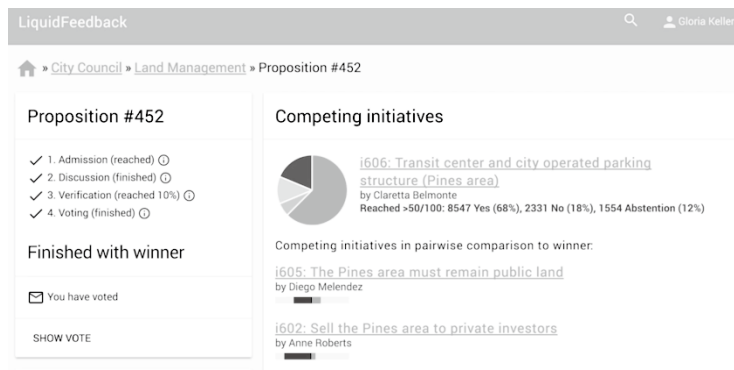 LiquidFeedback
Gloria Keller
» City Council » Land Management » Proposition #452
Proposition #452
1. Admission (reached)
2. Discussion (finished)
3. Verification (reached 10%)
4. Voting (finished)
Finished with winner
You have voted
SHOW VOTE
Competing initiatives
i606: Transit center and city operated parking
structure (Pines area)
by Claretta Belmonte
Reached >50/100: 8547 Yes (68%), 2331 No (18%), 1554 Abstention (12%)
Competing initiatives in pairwise comparison to winner:
i605: The Pines area must remain public land
by Diego Melendez
i602: Sell the Pines area to private investors
by Anne Roberts